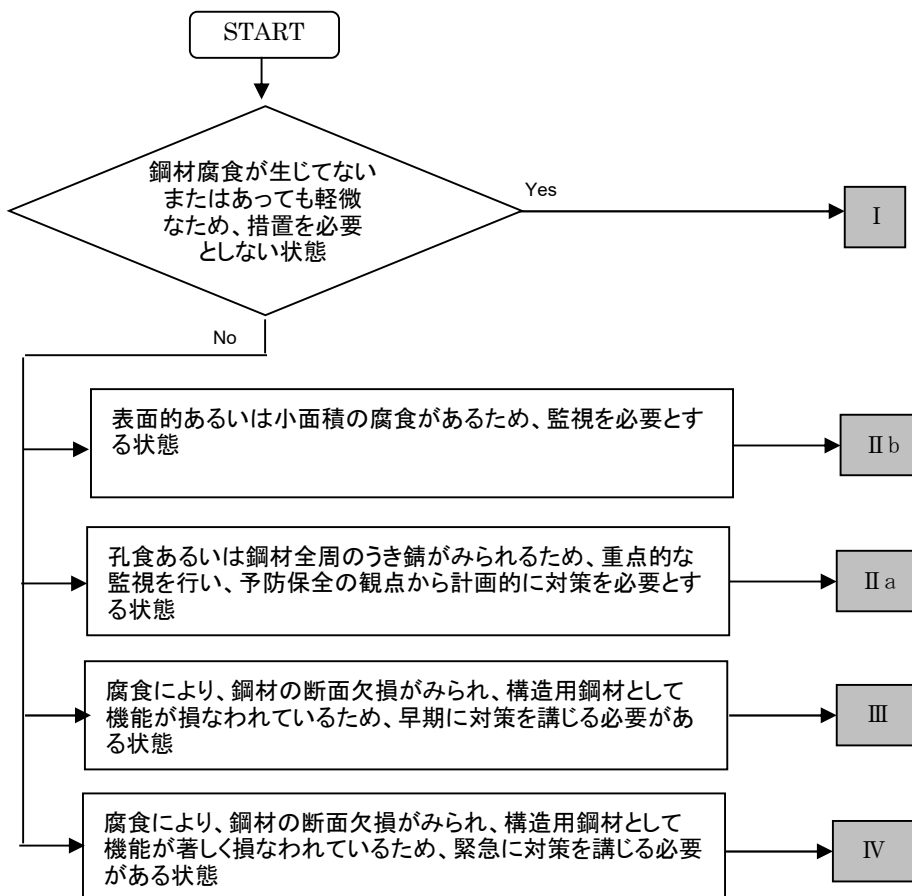 START
鋼材腐食が生じてない
またはあっても軽微
なため、措置を必要
としない状態
Yes
Ⅰ
No
表面的あるいは小面積の腐食があるため、監視を必要とす
る状態
Ⅱb
孔食あるいは鋼材全周のうき錆がみられるため、重点的な
監視を行い、予防保全の観点から計画的に対策を必要とす
る状態
Ⅱa
腐食により、鋼材の断面欠損がみられ、構造用鋼材として
機能が損なわれているため、早期に対策を講じる必要があ
る状態
Ⅲ
腐食により、鋼材の断面欠損がみられ、構造用鋼材として
機能が著しく損なわれているため、緊急に対策を講じる必要
がある状態
Ⅳ